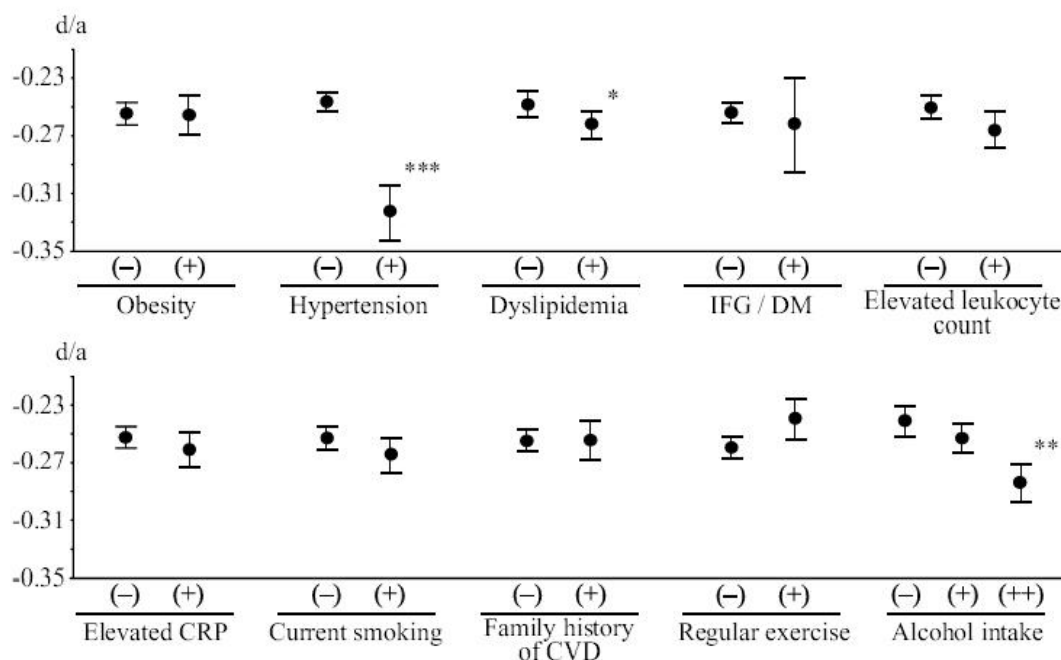 d/a
-0.23
-0.27
-0.31
-0.35
*
***
(–) (+) (–) (+) (–) (+) (–) (+) (–) (+)
Obesity Hypertension Dyslipidemia IFG / DM Elevated leukocyte
count
d/a
-0.23
-0.27
-0.31
-0.35
**
(–) (+) (–) (+) (–) (+) (–) (+) (–) (+) (++)
Elevated CRP Current smoking Family history Regular exercise Alcohol intake
of CVD